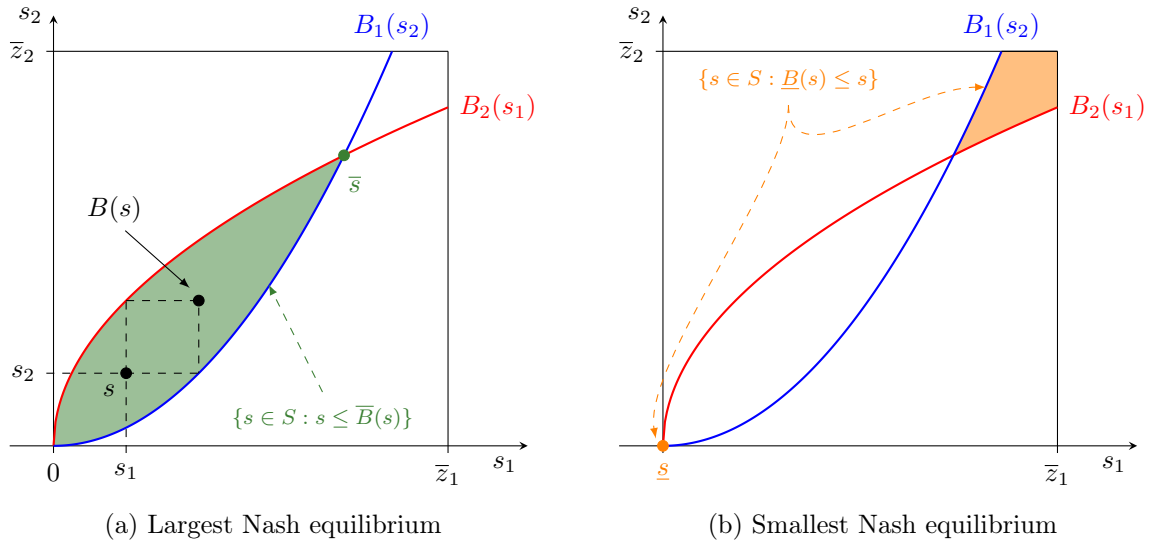 s₂
z̄₂
B₁(s₂)
B₂(s₁)
s̄
B(s)
s₂
s
{s ∈ S : s ≤ B̅(s)}
0
s₁
z̄₁
s₁
(a) Largest Nash equilibrium
s₂
z̄₂
B₁(s₂)
{s ∈ S : B̲(s) ≤ s}
B₂(s₁)
s̲
z̄₁
s₁
(b) Smallest Nash equilibrium